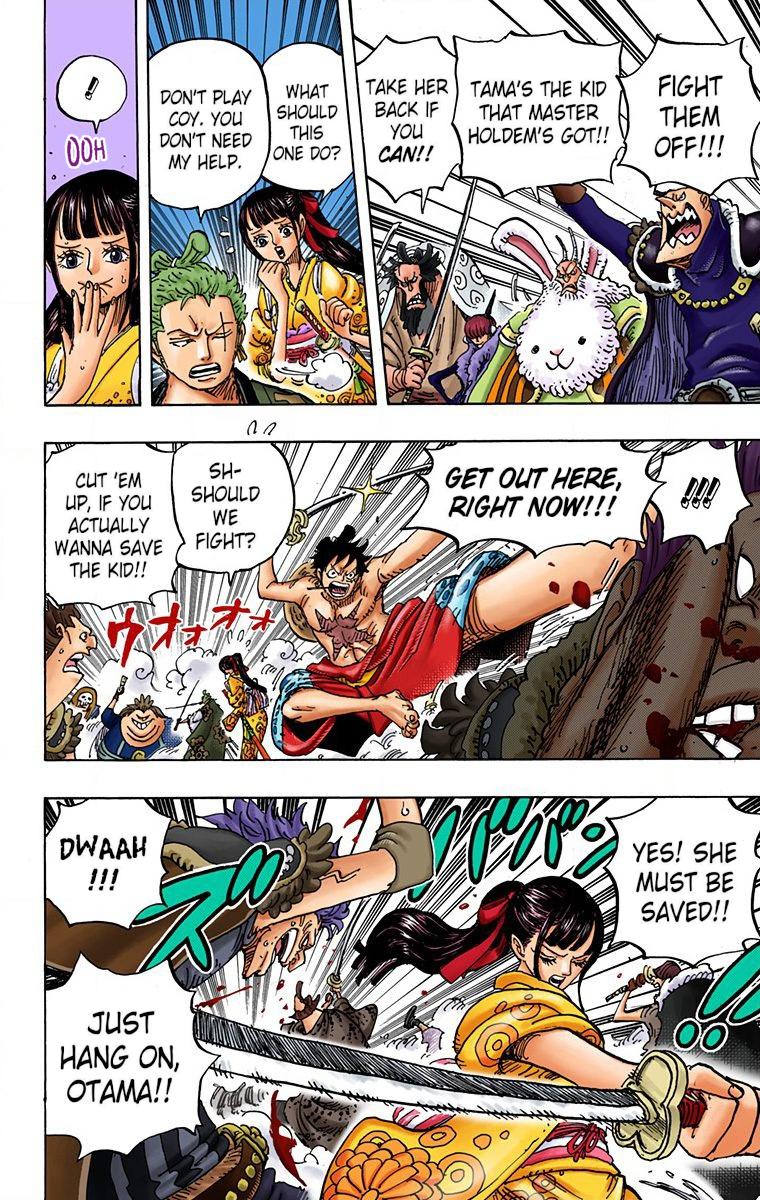 FIGHT
THEM
OFF!!!
TAMA'S THE KID
THAT MASTER
HOLDEM'S GOT!!
TAKE HER
BACK IF
YOU
CAN!!
WHAT
SHOULD
THIS
ONE DO?
DON'T PLAY
COY. YOU
DON'T NEED
MY HELP.
!
OOH
!!!
GET OUT HERE,
RIGHT NOW!!!
SH-
SHOULD
WE
FIGHT?
CUT 'EM
UP, IF YOU
ACTUALLY
WANNA SAVE
THE KID!!
ウオオオオ
YES! SHE
MUST BE
SAVED!!
ズバババン
!!
DWAAH
!!!
JUST
HANG ON,
OTAMA!!